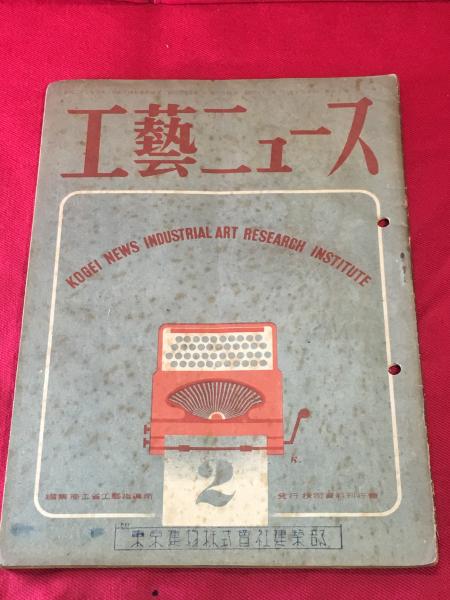 工藝ニュース
KOGEI NEWS INDUSTRIAL ART RESEARCH INSTITUTE
R.
2
編集 商工省工藝指導所
発行 技術資料刊行會
東栄建物株式會社建築部